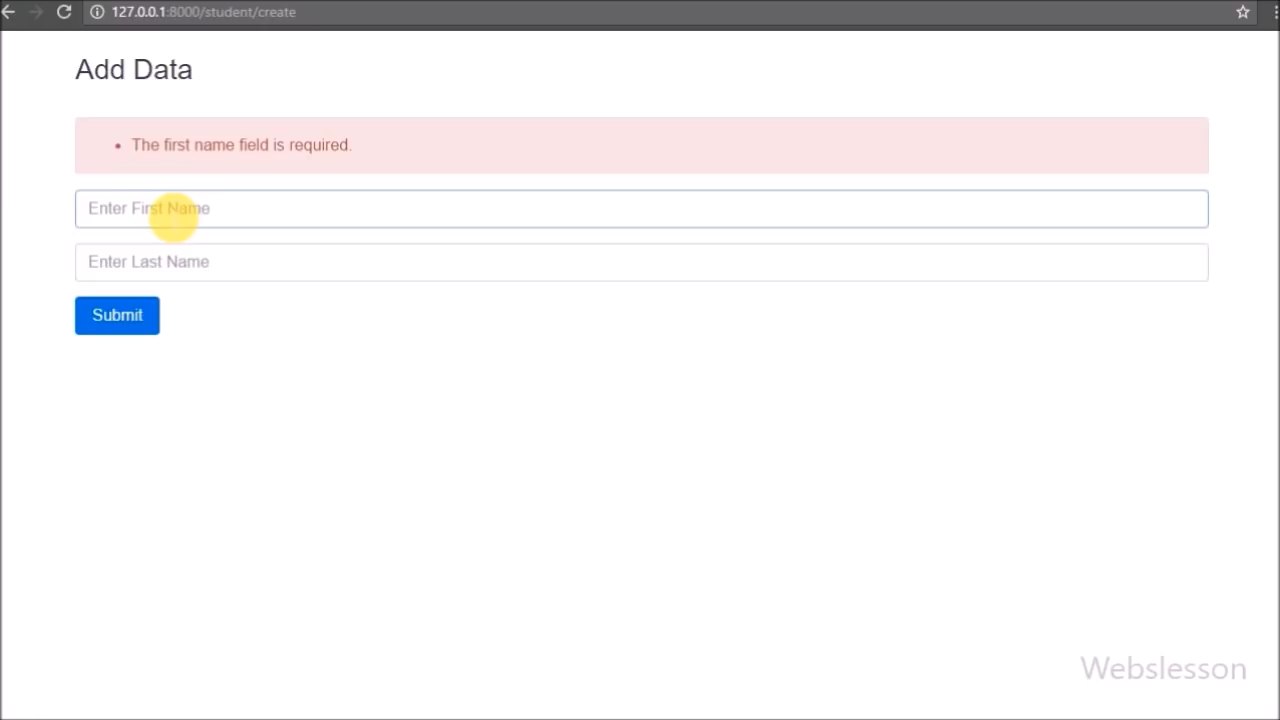 127.0.0.1:8000/student/create
Add Data
The first name field is required.
Enter First Name
Enter Last Name
Submit
Webslesson